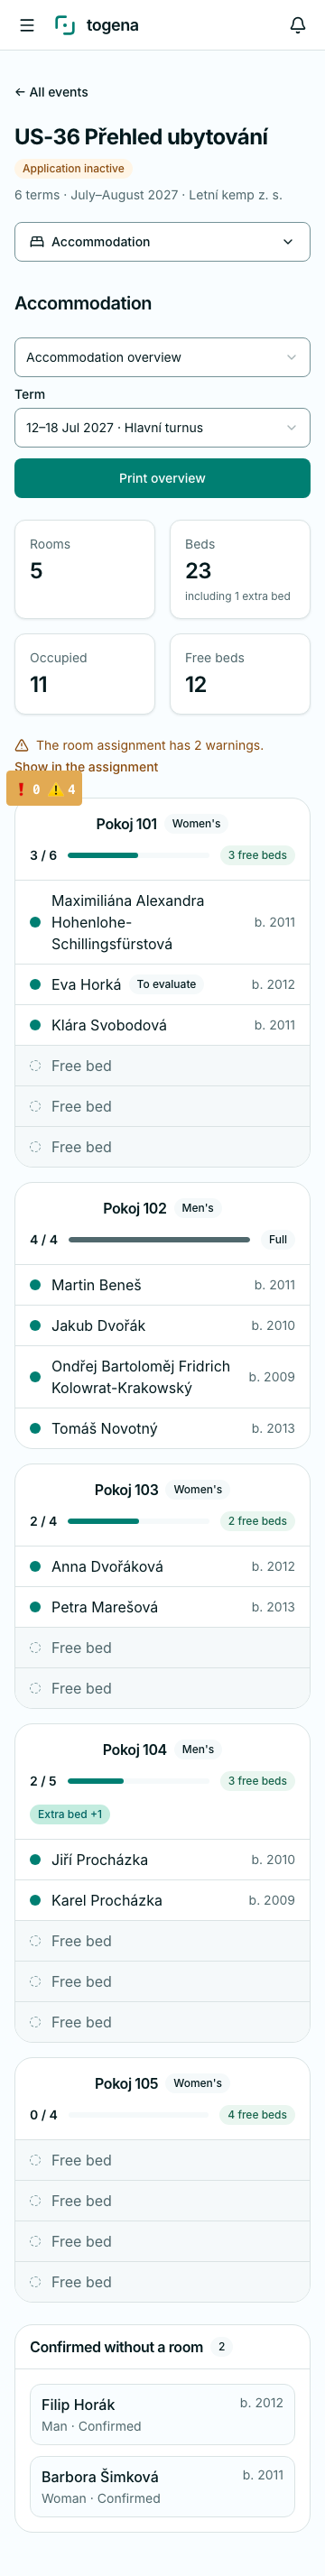 togena
← All events
US-36 Přehled ubytování
Application inactive
6 terms · July–August 2027 · Letní kemp z. s.
Accommodation
Accommodation
Accommodation overview
Term
12–18 Jul 2027 · Hlavní turnus
Print overview
Rooms
5
Beds
23
including 1 extra bed
Occupied
11
Free beds
12
The room assignment has 2 warnings.
Show in the assignment
❗ 0 ⚠️ 4
Pokoj 101 Women's
3 / 6 3 free beds
Maximiliána Alexandra
Hohenlohe-
Schillingsfürstová
b. 2011
Eva Horká To evaluate b. 2012
Klára Svobodová b. 2011
Free bed
Free bed
Free bed
Pokoj 102 Men's
4 / 4 Full
Martin Beneš b. 2011
Jakub Dvořák b. 2010
Ondřej Bartoloměj Fridrich
Kolowrat-Krakowský
b. 2009
Tomáš Novotný b. 2013
Pokoj 103 Women's
2 / 4 2 free beds
Anna Dvořáková b. 2012
Petra Marešová b. 2013
Free bed
Free bed
Pokoj 104 Men's
2 / 5 3 free beds
Extra bed +1
Jiří Procházka b. 2010
Karel Procházka b. 2009
Free bed
Free bed
Free bed
Pokoj 105 Women's
0 / 4 4 free beds
Free bed
Free bed
Free bed
Free bed
Confirmed without a room 2
Filip Horák b. 2012
Man · Confirmed
Barbora Šimková b. 2011
Woman · Confirmed